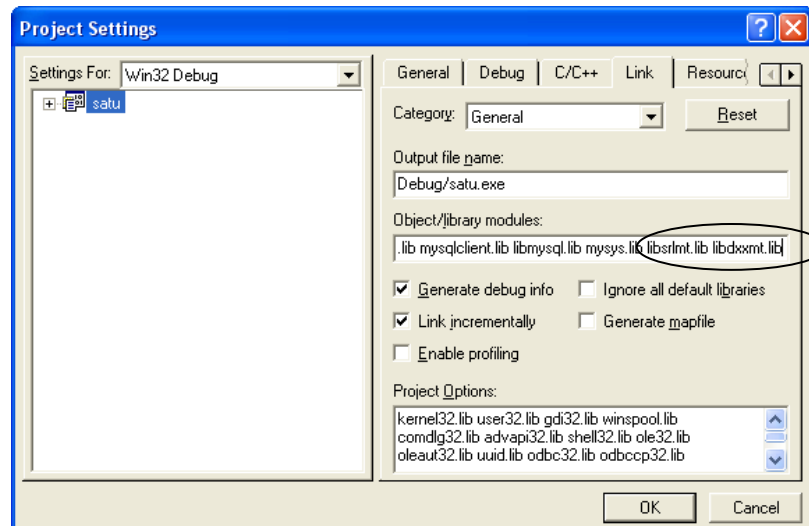 Project Settings
Settings For: Win32 Debug
satu
General Debug C/C++ Link Resourc
Category: General Reset
Output file name:
Debug/satu.exe
Object/library modules:
.lib mysqlclient.lib libmysql.lib mysys.lib libsrlmt.lib libdxxmt.lib
Generate debug info Ignore all default libraries
Link incrementally Generate mapfile
Enable profiling
Project Options:
kernel32.lib user32.lib gdi32.lib winspool.lib
comdlg32.lib advapi32.lib shell32.lib ole32.lib
oleaut32.lib uuid.lib odbc32.lib odbccp32.lib
OK Cancel